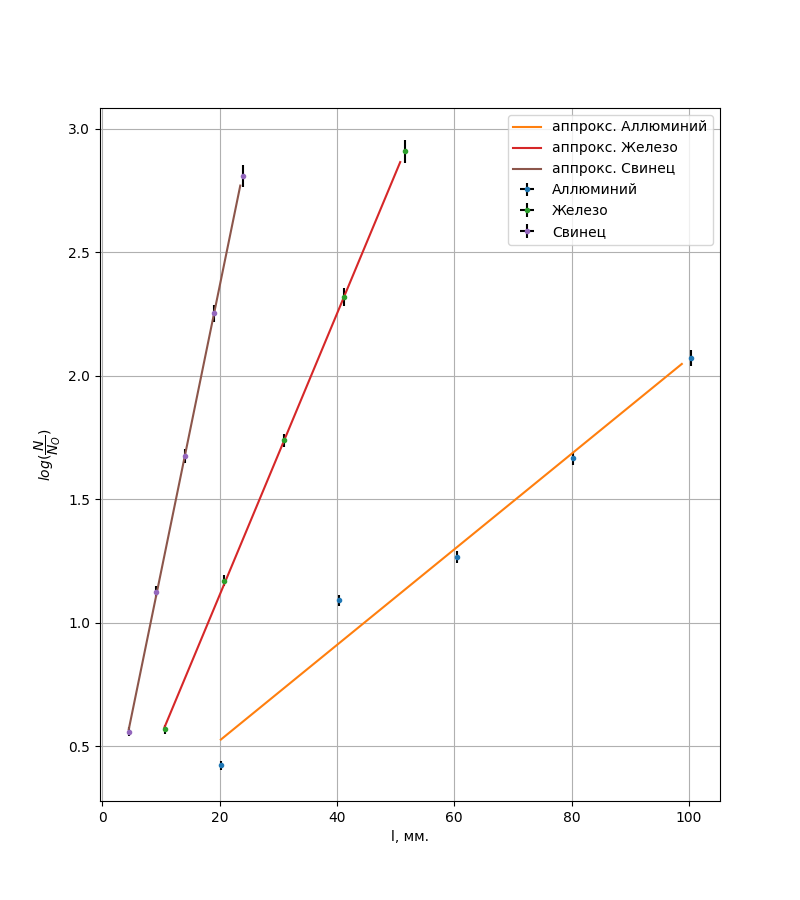 3.0
2.5
2.0
1.5
1.0
0.5
0 20 40 60 80 100
l, мм.
log(N/N_O)
аппрокс. Аллюминий
аппрокс. Железо
аппрокс. Свинец
Аллюминий
Железо
Свинец